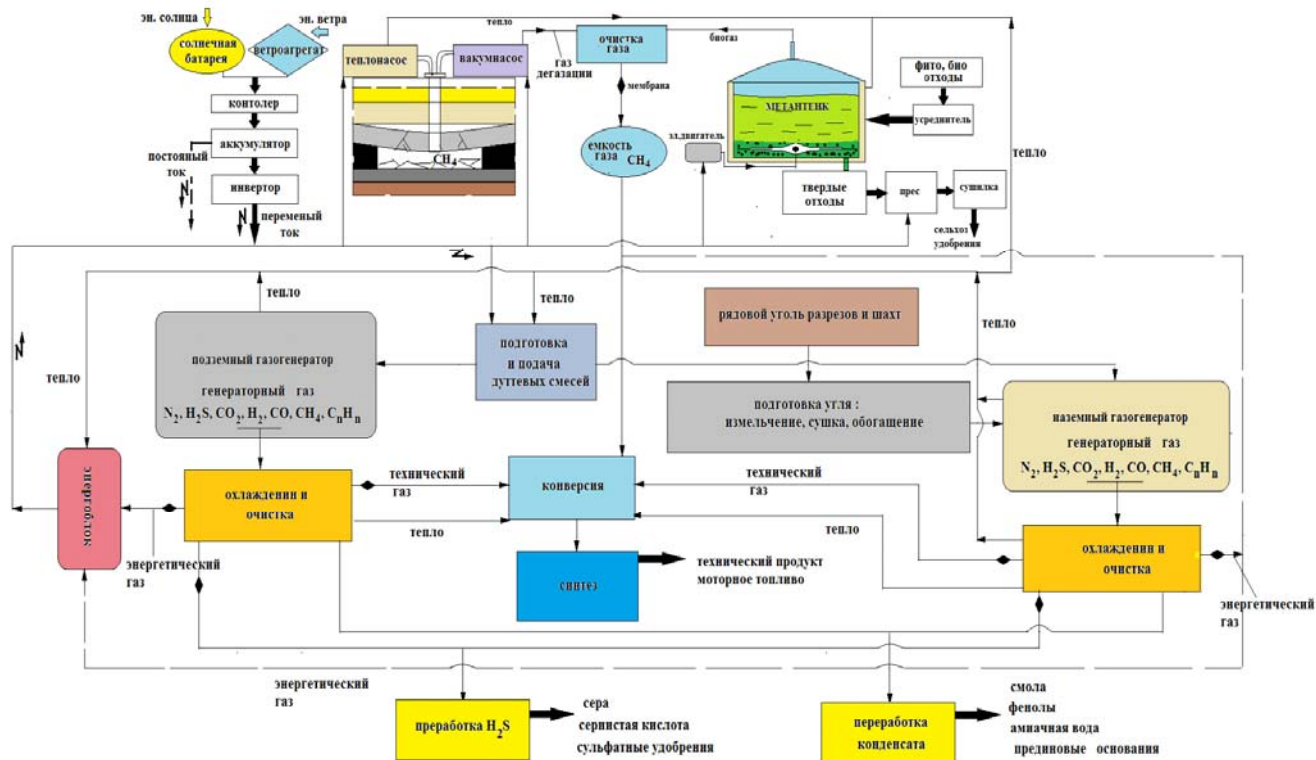 эн. солнца
эн. ветра
солнечная
батарея
ветроагрегат
контолер
аккумулятор
постояный
ток
инвертор
переменый
ток
тепло
теплонасос
вакумнасос
газ
дегазации
очистка
газа
биогаз
мембрана
емкость
газа CH₄
CH₄
эл.двигатель
МЕТАНТЕНК
фито, био
отходы
усреднитель
твердые
отходы
прес
сушилка
сельхоз
удобрения
тепло
тепло
тепло
тепло
тепло
подземный газогенератор
генераторный газ
N₂, H₂S, CO₂, H₂, CO, CH₄, CₙHₙ
подготовка
и подача
дуттевых смесей
рядовой уголь разрезов и шахт
подготовка угля :
измельчение, сушка, обогащение
наземный газогенератор
генераторный газ
N₂, H₂S, CO₂, H₂, CO, CH₄, CₙHₙ
энергоблок
охлаждении и
очистка
технический
газ
тепло
конверсия
технический
газ
тепло
охлаждении и
очистка
энергетический
газ
синтез
технический продукт
моторное топливо
энергетический
газ
энергетический
газ
преработка H₂S
сера
сернистая кислота
сульфатные удобрения
переработка
конденсата
смола
фенолы
амиачная вода
прединовые основания